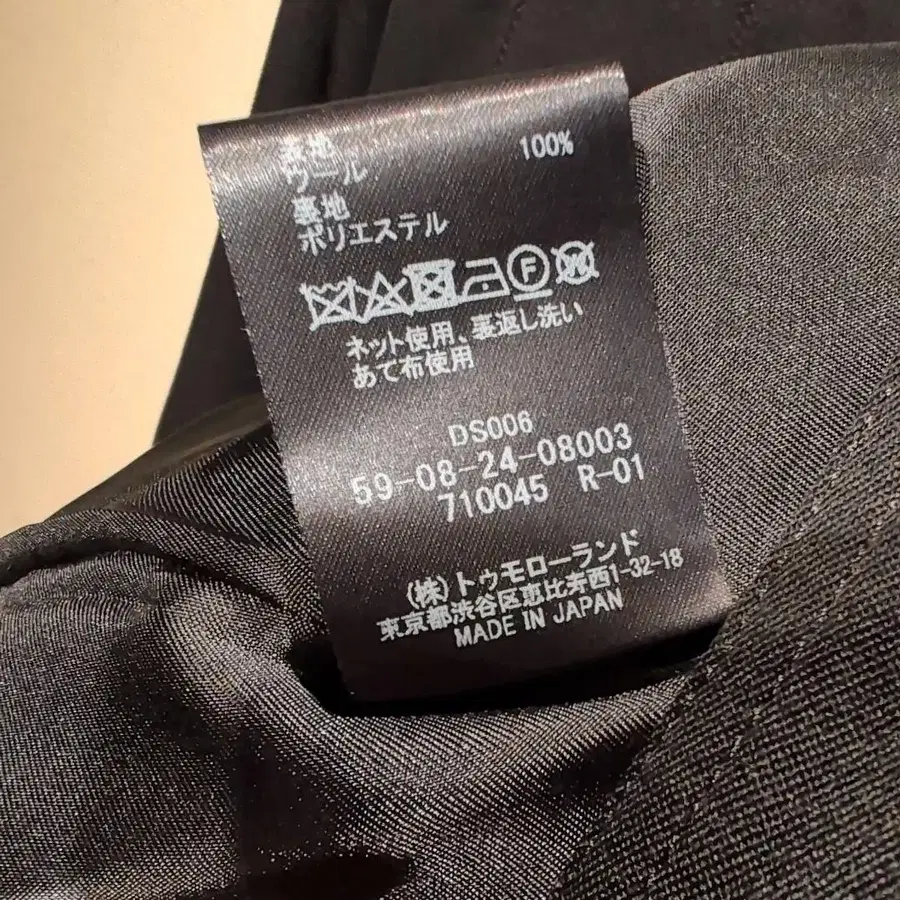 表地
ウール 100%
裏地
ポリエステル
F W
ネット使用、裏返し洗い
あて布使用
DS006
59-08-24-08003
710045 R-01
(株)トゥモローランド
東京都渋谷区恵比寿西1-32-18
MADE IN JAPAN